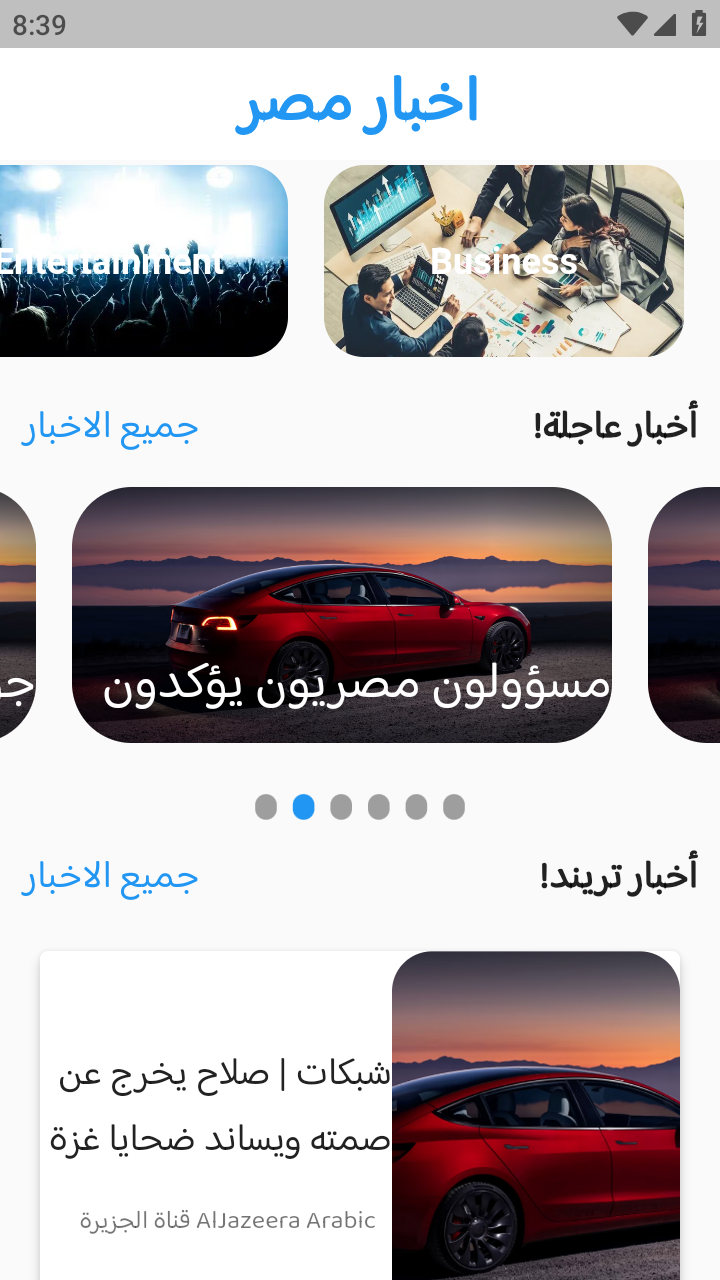 8:39
اخبار مصر
Entertainment
Business
أخبار عاجلة!
جميع الاخبار
مسؤولون مصريون يؤكدون
أخبار تريند!
جميع الاخبار
شبكات | صلاح يخرج عن
صمته ويساند ضحايا غزة
AlJazeera Arabic قناة الجزيرة